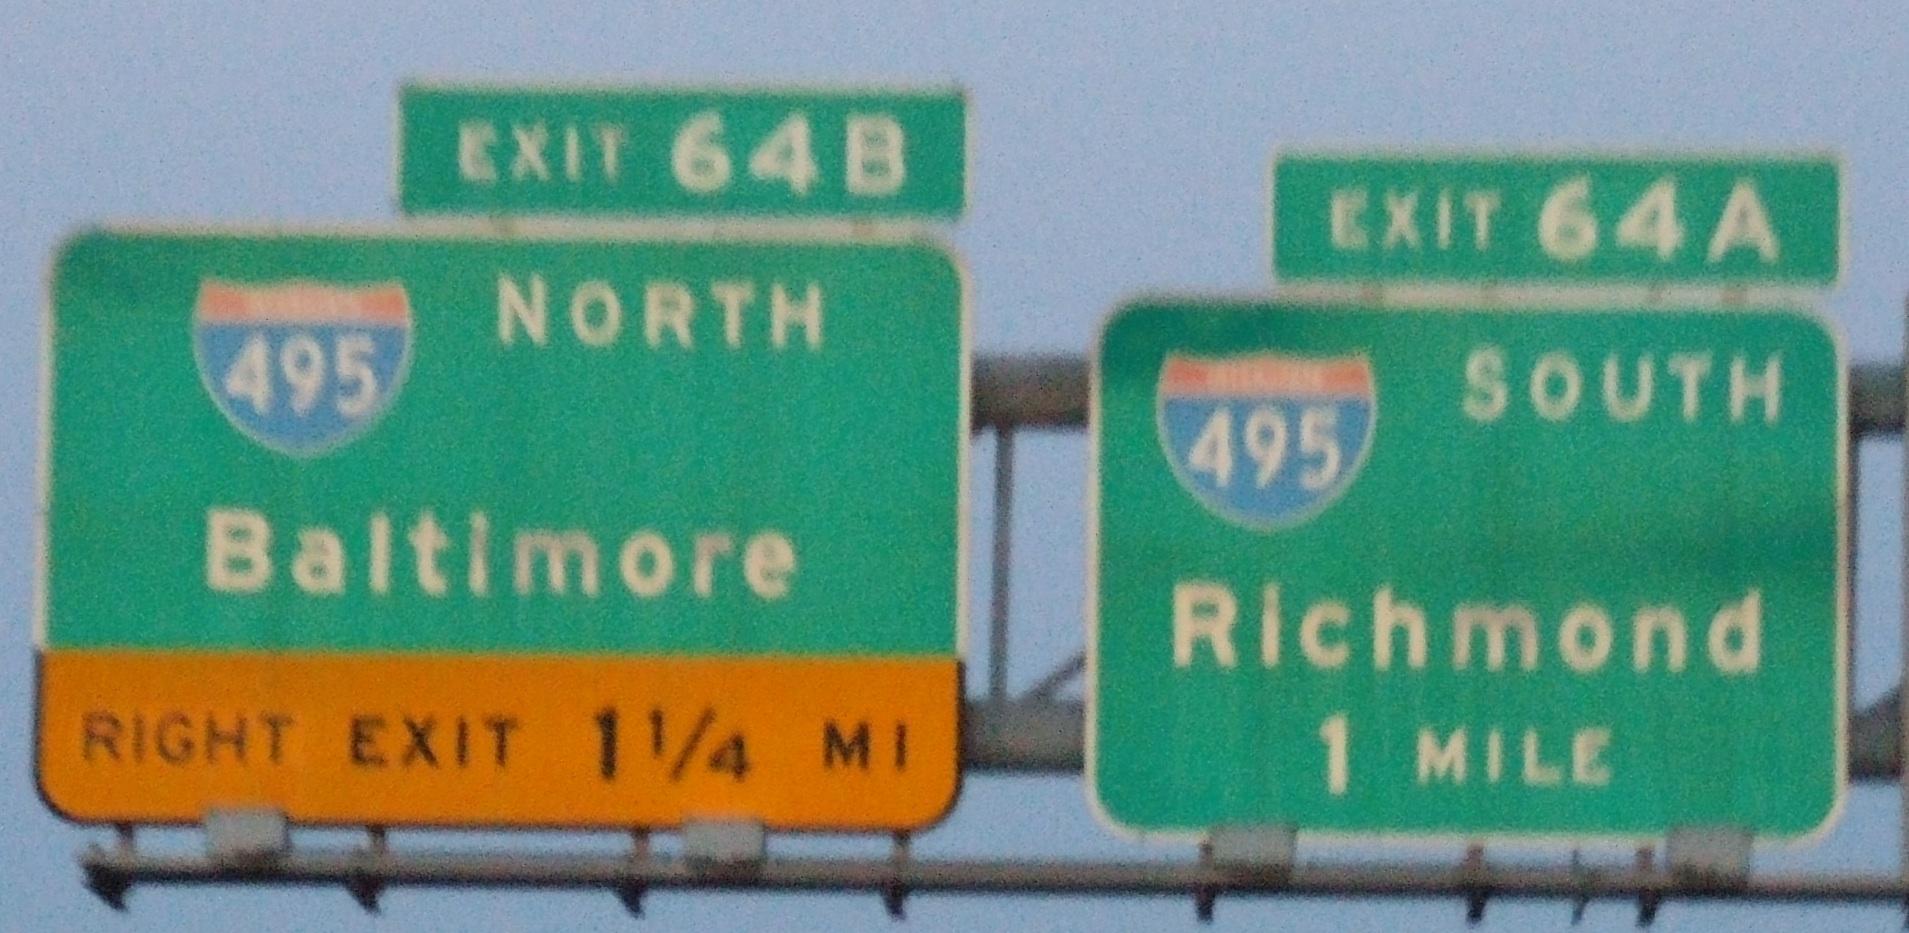 EXIT 64B
495 NORTH
Baltimore
RIGHT EXIT 1 1/4 MI
EXIT 64A
495 SOUTH
Richmond
1 MILE